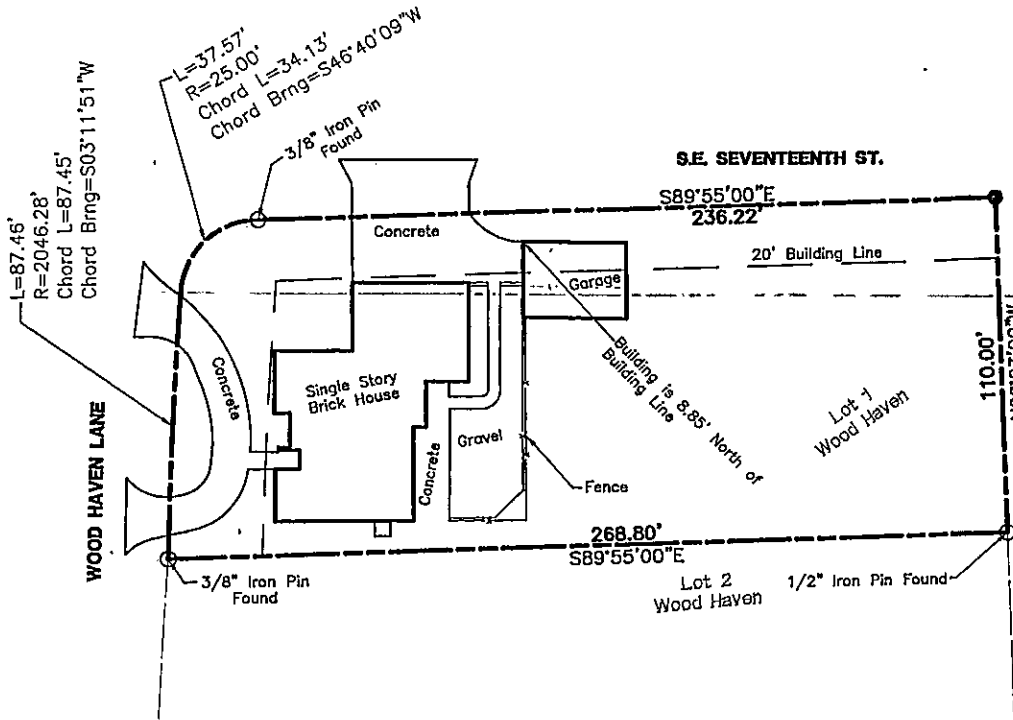 L=37.57'
R=25.00'
Chord L=34.13'
Chord Brng=S46°40'09"W
L=87.46'
R=2046.28'
Chord L=87.45'
Chord Brng=S03°11'51"W
3/8" Iron Pin
Found
S.E. SEVENTEENTH ST.
S89°55'00"E
236.22'
Concrete
20' Building Line
Garage
Building is 8.85' North of
Building Line
110.00'
Single Story
Brick House
Concrete
Lot 1
Wood Haven
Gravel
Concrete
WOOD HAVEN LANE
Fence
268.80'
S89°55'00"E
3/8" Iron Pin
Found
Lot 2
Wood Haven
1/2" Iron Pin Found